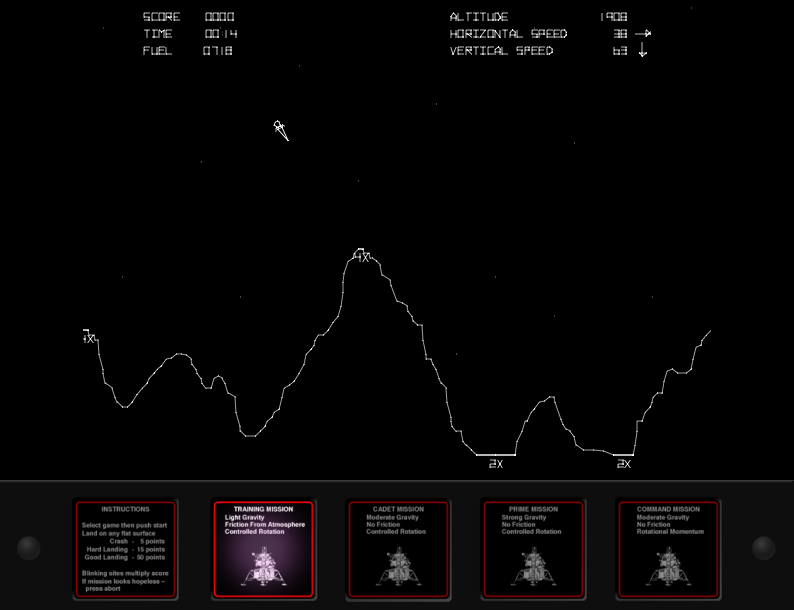 SCORE 0000
TIME 00:14
FUEL 0718
ALTITUDE 1908
HORIZONTAL SPEED 38 →
VERTICAL SPEED 63 ↓
4X
2X
2X
INSTRUCTIONS
Select game then push start
Land on any flat surface
Crash - 5 points
Hard Landing - 15 points
Good Landing - 50 points
Blinking sites multiply score
If mission looks hopeless –
press abort
TRAINING MISSION
Light Gravity
Friction From Atmosphere
Controlled Rotation
CADET MISSION
Moderate Gravity
No Friction
Controlled Rotation
PRIME MISSION
Strong Gravity
No Friction
Controlled Rotation
COMMAND MISSION
Moderate Gravity
No Friction
Rotational Momentum